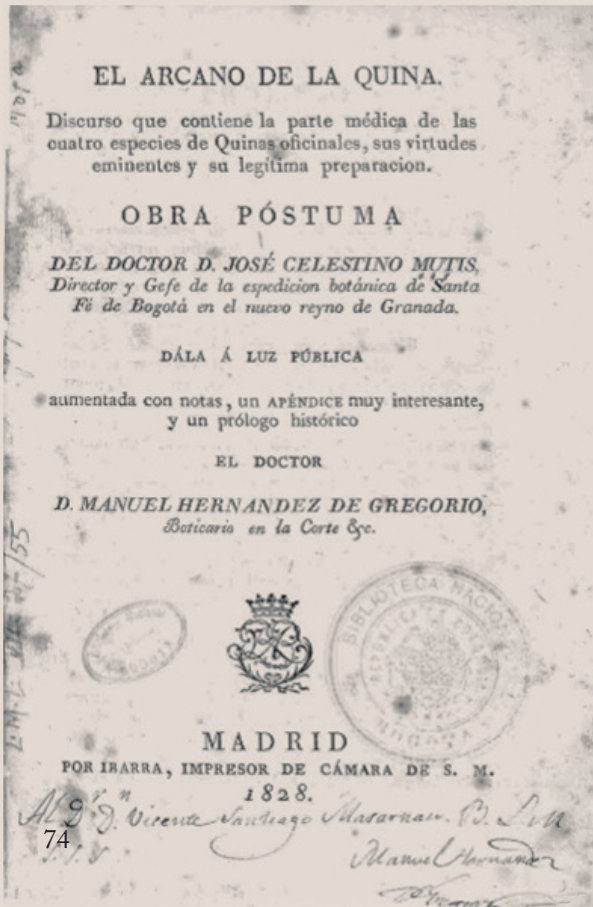 EL ARCANO DE LA QUINA.
Discurso que contiene la parte médica de las
cuatro especies de Quinas oficinales, sus virtudes
eminentes y su legítima preparacion.
OBRA PÓSTUMA
DEL DOCTOR D. JOSÉ CELESTINO MUTIS,
Director y Gefe de la espedicion botánica de Santa
Fé de Bogotá en el nuevo reyno de Granada.
DÁLA Á LUZ PÚBLICA
aumentada con notas, un APÉNDICE muy interesante,
y un prólogo histórico
EL DOCTOR
D. MANUEL HERNANDEZ DE GREGORIO,
Boticario en la Corte &c.
BIBLIOTECA NACIONAL
BOGOTA
MADRID
POR IBARRA, IMPRESOR DE CÁMARA DE S. M.
1828.
Al D.r D.n Vicente Santiago Masarnau. B. L. M
74
Manuel Hernandez